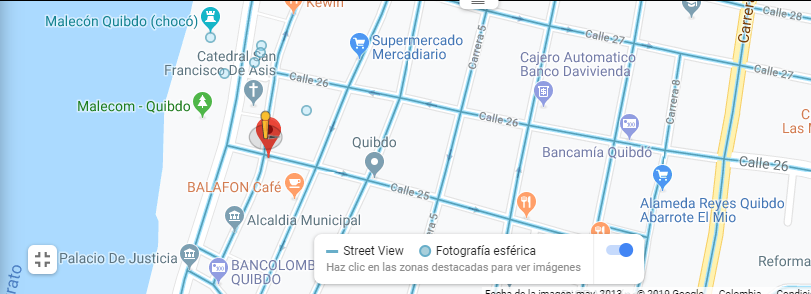 Kewin
Calle 28
Malecón Quibdo (chocó)
Carrera
Calle 27
Supermercado
Mercadiario
Carrera 5
Catedral San
Francisco De Asis
Cajero Automatico
Banco Davivienda
Calle 27
Calle 26
Carrera 8
Malecom - Quibdo
Calle 26
Las
Quibdo
Bancamía Quibdó
Calle 26
BALAFON Café
Calle 25
Alameda Reyes Quibdo
Abarrote El Mio
Alcaldia Municipal
Palacio De Justicia
Street View
Fotografía esférica
Reforma
BANCOLOMB
QUIBDO
Haz clic en las zonas destacadas para ver imágenes
Fecha de la imagen: may. 2013
© 2019 Google
Colombia